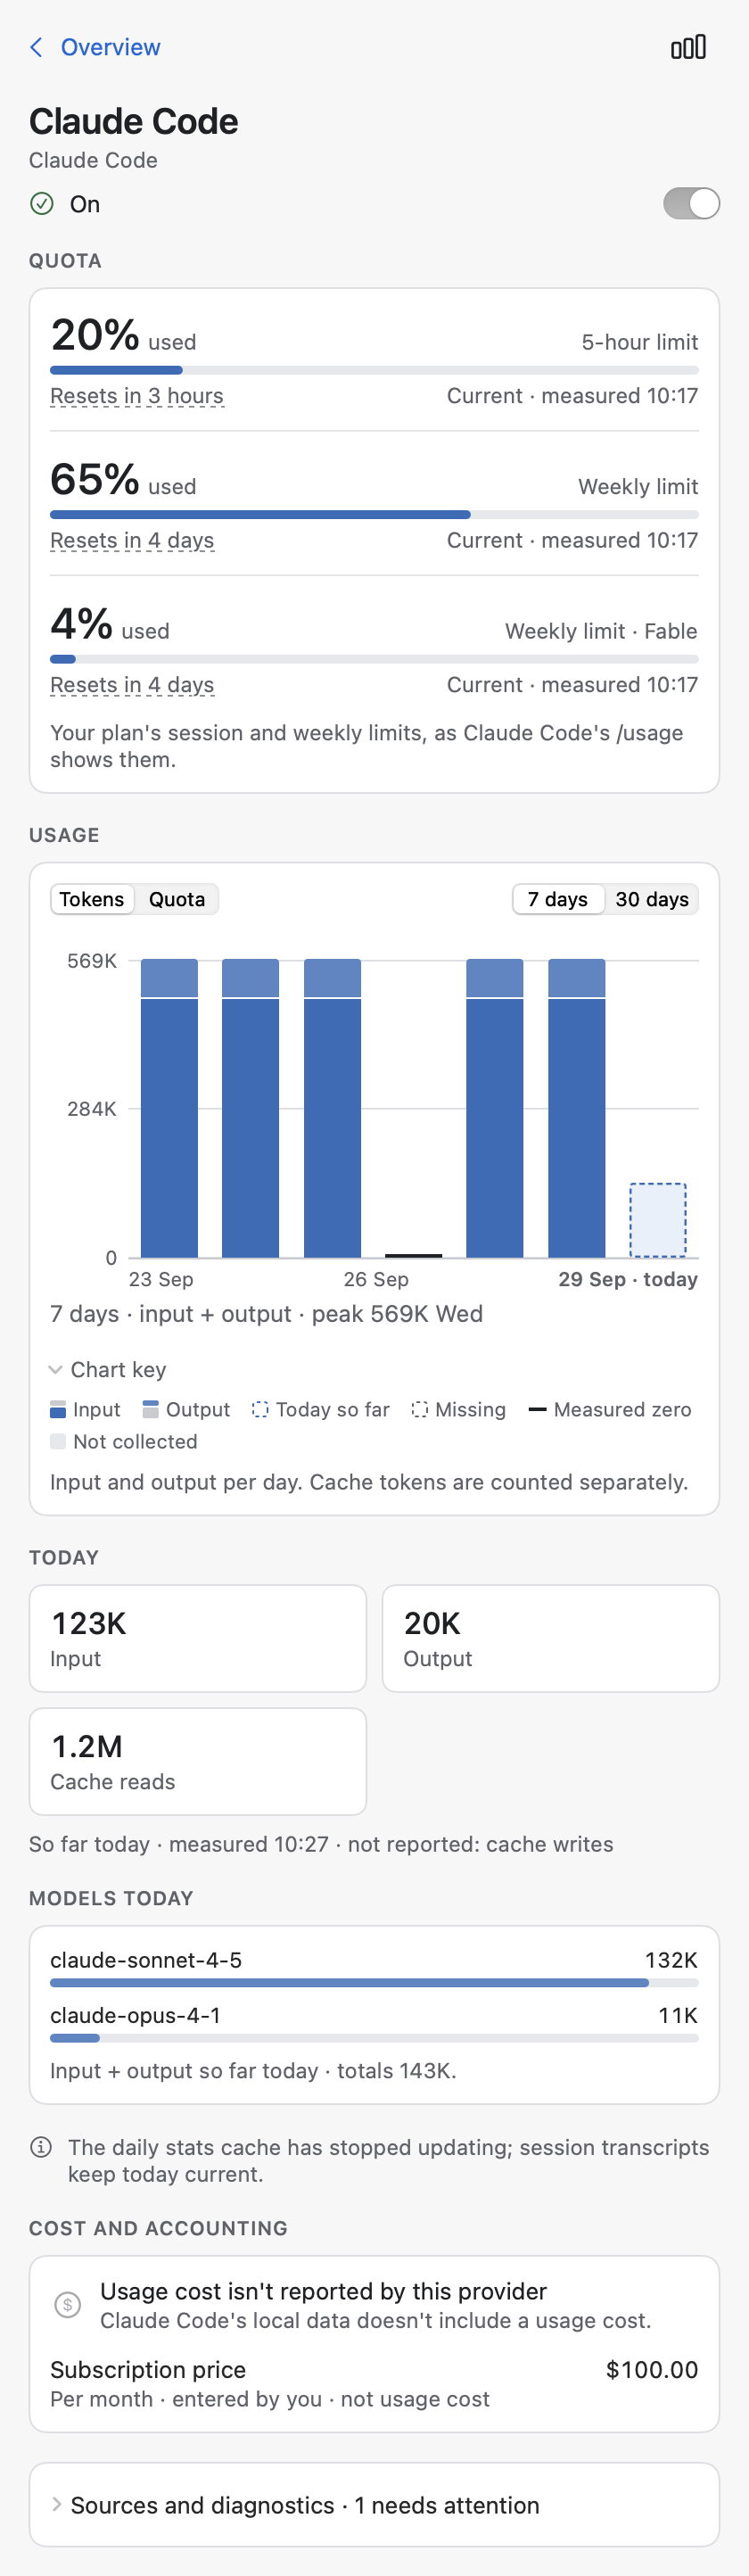 Overview
Claude Code
Claude Code
On
QUOTA
20% used 5-hour limit
Resets in 3 hours Current · measured 10:17
65% used Weekly limit
Resets in 4 days Current · measured 10:17
4% used Weekly limit · Fable
Resets in 4 days Current · measured 10:17
Your plan's session and weekly limits, as Claude Code's /usage
shows them.
USAGE
Tokens Quota 7 days 30 days
569K
284K
0
23 Sep 26 Sep 29 Sep · today
7 days · input + output · peak 569K Wed
Chart key
Input Output Today so far Missing Measured zero
Not collected
Input and output per day. Cache tokens are counted separately.
TODAY
123K 20K
Input Output
1.2M
Cache reads
So far today · measured 10:27 · not reported: cache writes
MODELS TODAY
claude-sonnet-4-5 132K
claude-opus-4-1 11K
Input + output so far today · totals 143K.
The daily stats cache has stopped updating; session transcripts
keep today current.
COST AND ACCOUNTING
$ Usage cost isn't reported by this provider
Claude Code's local data doesn't include a usage cost.
Subscription price $100.00
Per month · entered by you · not usage cost
Sources and diagnostics · 1 needs attention